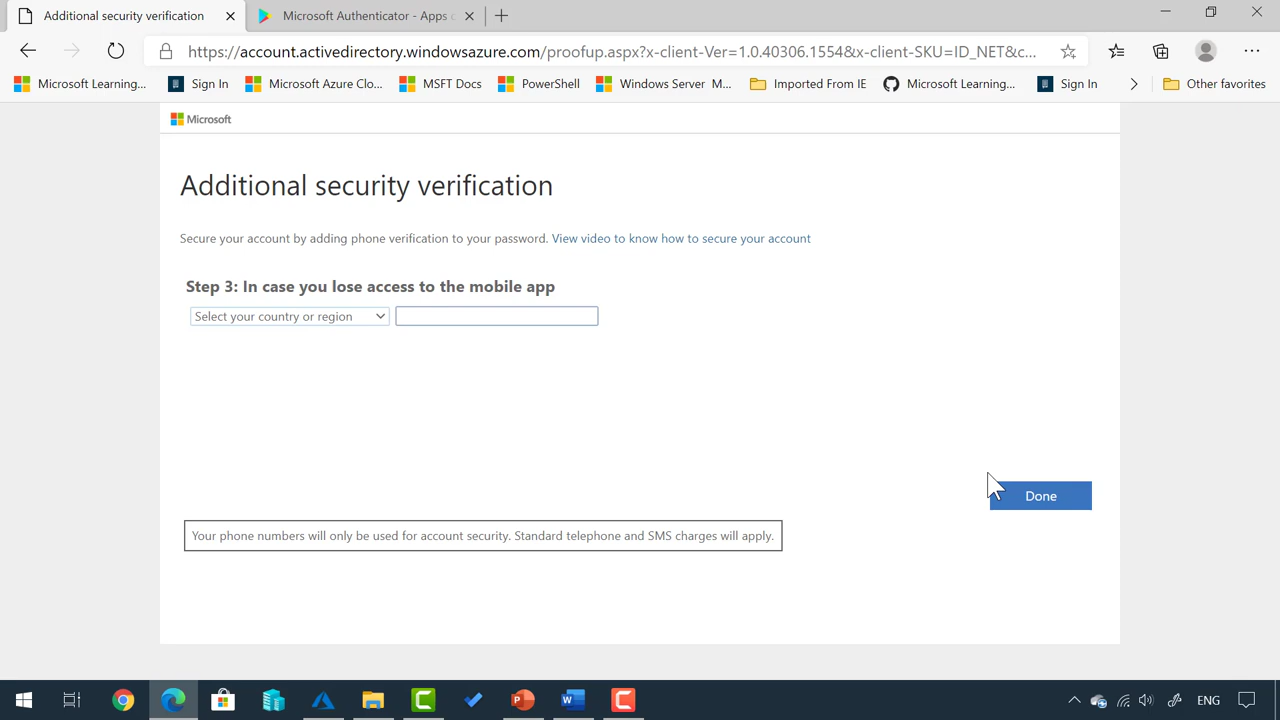 Additional security verification
Microsoft Authenticator - Apps
https://account.activedirectory.windowsazure.com/proofup.aspx?x-client-Ver=1.0.40306.1554&x-client-SKU=ID_NET&c...
Microsoft Learning...
Sign In
Microsoft Azure Clo...
MSFT Docs
PowerShell
Windows Server M...
Imported From IE
Microsoft Learning...
Sign In
Other favorites
Microsoft
Additional security verification
Secure your account by adding phone verification to your password. View video to know how to secure your account
Step 3: In case you lose access to the mobile app
Select your country or region
Done
Your phone numbers will only be used for account security. Standard telephone and SMS charges will apply.
ENG